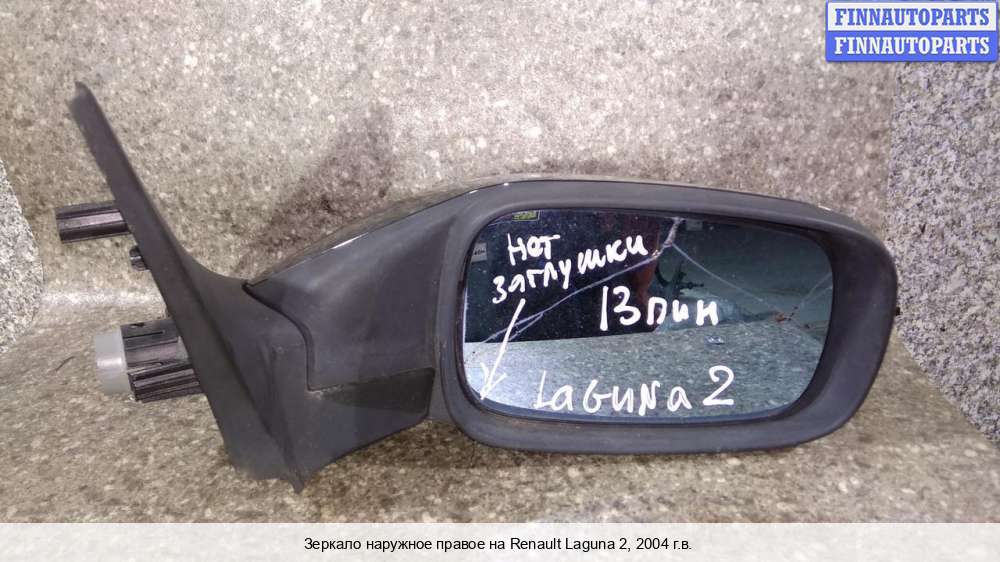 FINNAUTOPARTS
FINNAUTOPARTS
нет
заглушки
13 пин
Laguna 2
Зеркало наружное правое на Renault Laguna 2, 2004 г.в.